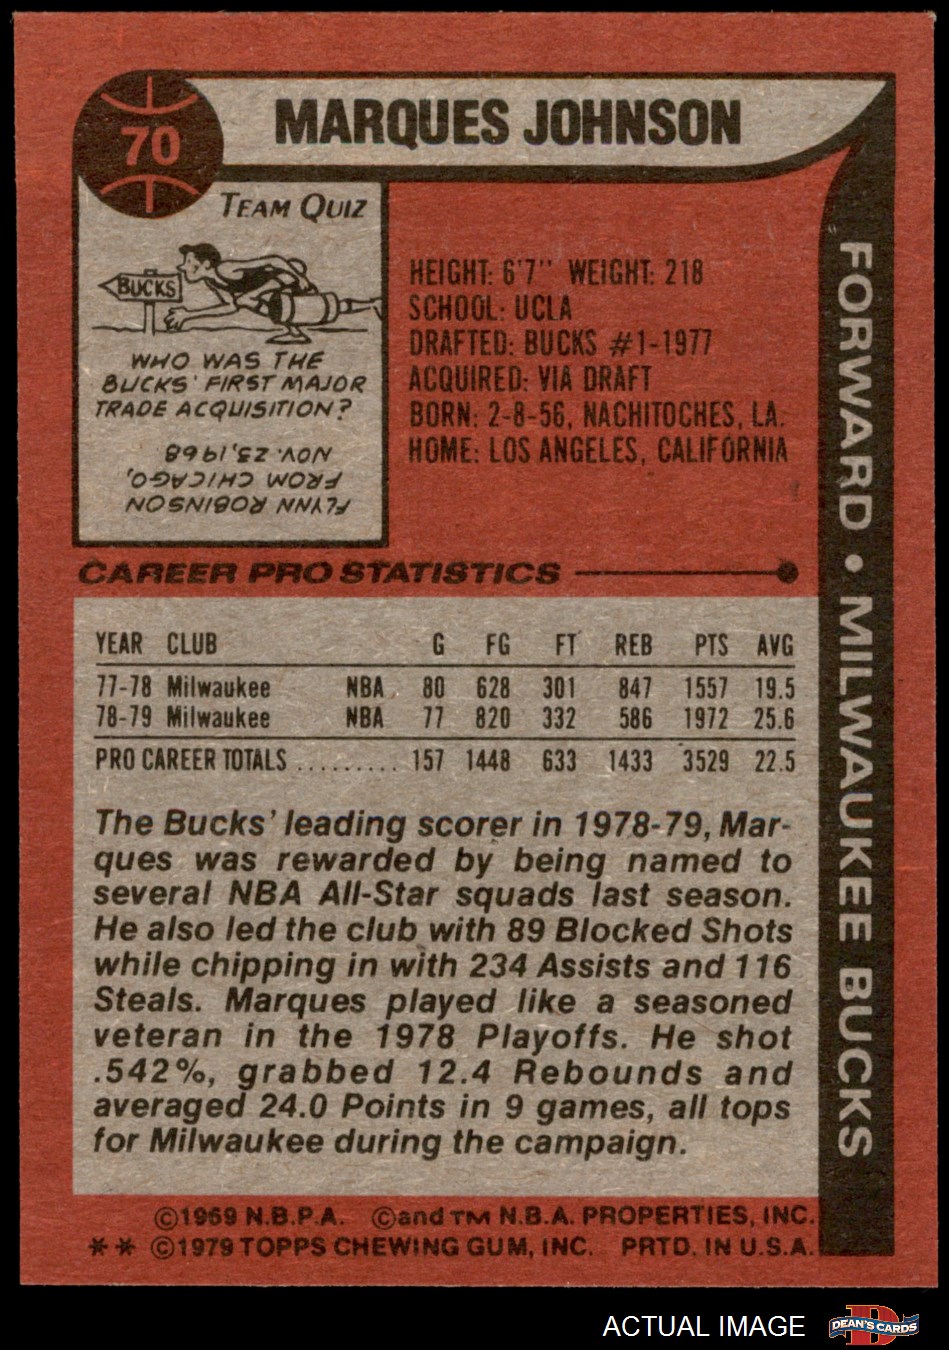 70
MARQUES JOHNSON
TEAM QUIZ
BUCKS
WHO WAS THE
BUCKS' FIRST MAJOR
TRADE ACQUISITION?
FLYNN ROBINSON
FROM CHICAGO,
NOV. 23, 1968
HEIGHT: 6'7" WEIGHT: 218
SCHOOL: UCLA
DRAFTED: BUCKS #1-1977
ACQUIRED: VIA DRAFT
BORN: 2-8-56, NACHITOCHES, LA.
HOME: LOS ANGELES, CALIFORNIA
FORWARD • MILWAUKEE BUCKS
CAREER PRO STATISTICS
YEAR CLUB G FG FT REB PTS AVG
77-78 Milwaukee NBA 80 628 301 847 1557 19.5
78-79 Milwaukee NBA 77 820 332 586 1972 25.6
PRO CAREER TOTALS ......... 157 1448 633 1433 3529 22.5
The Bucks' leading scorer in 1978-79, Mar-
ques was rewarded by being named to
several NBA All-Star squads last season.
He also led the club with 89 Blocked Shots
while chipping in with 234 Assists and 116
Steals. Marques played like a seasoned
veteran in the 1978 Playoffs. He shot
.542%, grabbed 12.4 Rebounds and
averaged 24.0 Points in 9 games, all tops
for Milwaukee during the campaign.
©1969 N.B.P.A. ©and TM N.B.A. PROPERTIES, INC.
** ©1979 TOPPS CHEWING GUM, INC. PRTD. IN U.S.A.
ACTUAL IMAGE
D
DEAN'S CARDS